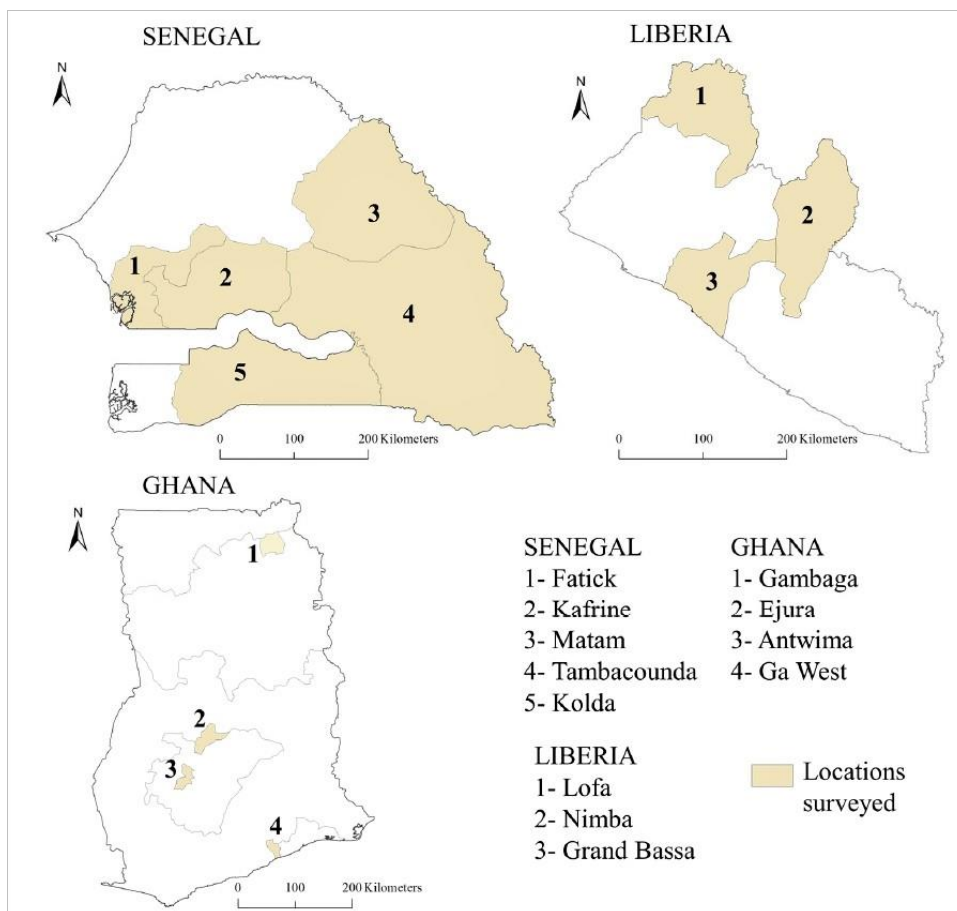 SENEGAL
N
1
2
3
4
5
0 100 200 Kilometers
LIBERIA
N
1
2
3
0 100 200 Kilometers
GHANA
N
1
2
3
4
0 100 200 Kilometers
SENEGAL
1- Fatick
2- Kafrine
3- Matam
4- Tambacounda
5- Kolda
GHANA
1- Gambaga
2- Ejura
3- Antwima
4- Ga West
LIBERIA
1- Lofa
2- Nimba
3- Grand Bassa
Locations
surveyed